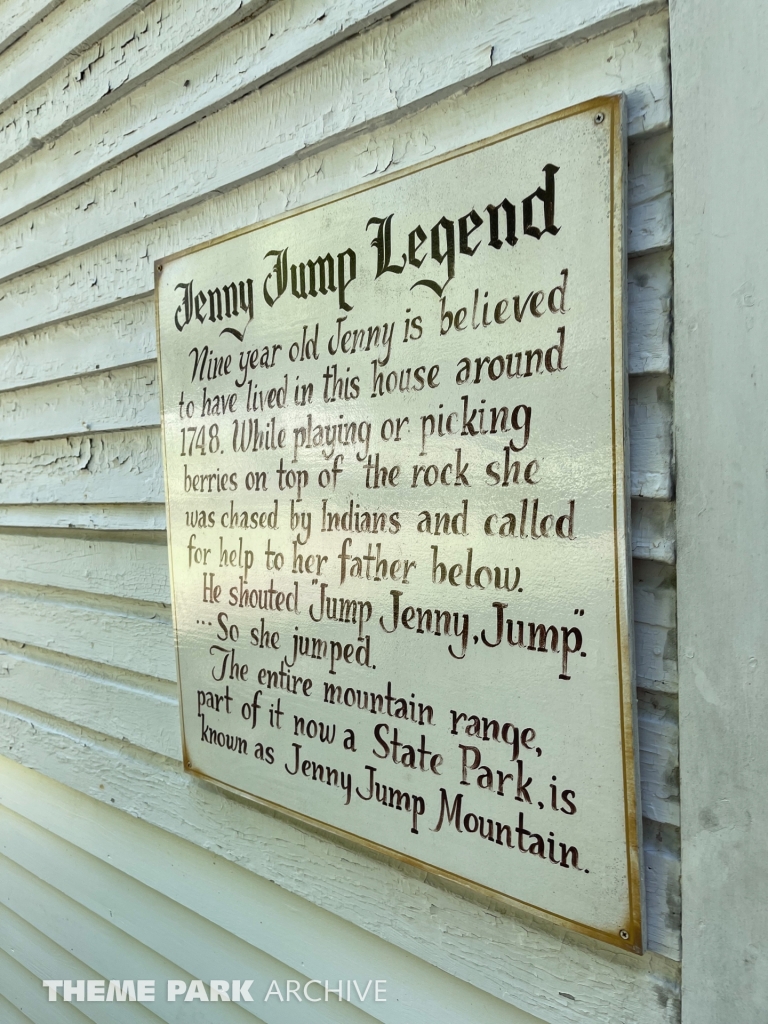 Jenny Jump Legend
Nine year old Jenny is believed
to have lived in this house around
1748. While playing or picking
berries on top of the rock she
was chased by Indians and called
for help to her father below.
He shouted "Jump Jenny, Jump".
...So she jumped.
The entire mountain range,
part of it now a State Park, is
known as Jenny Jump Mountain.
THEME PARK ARCHIVE